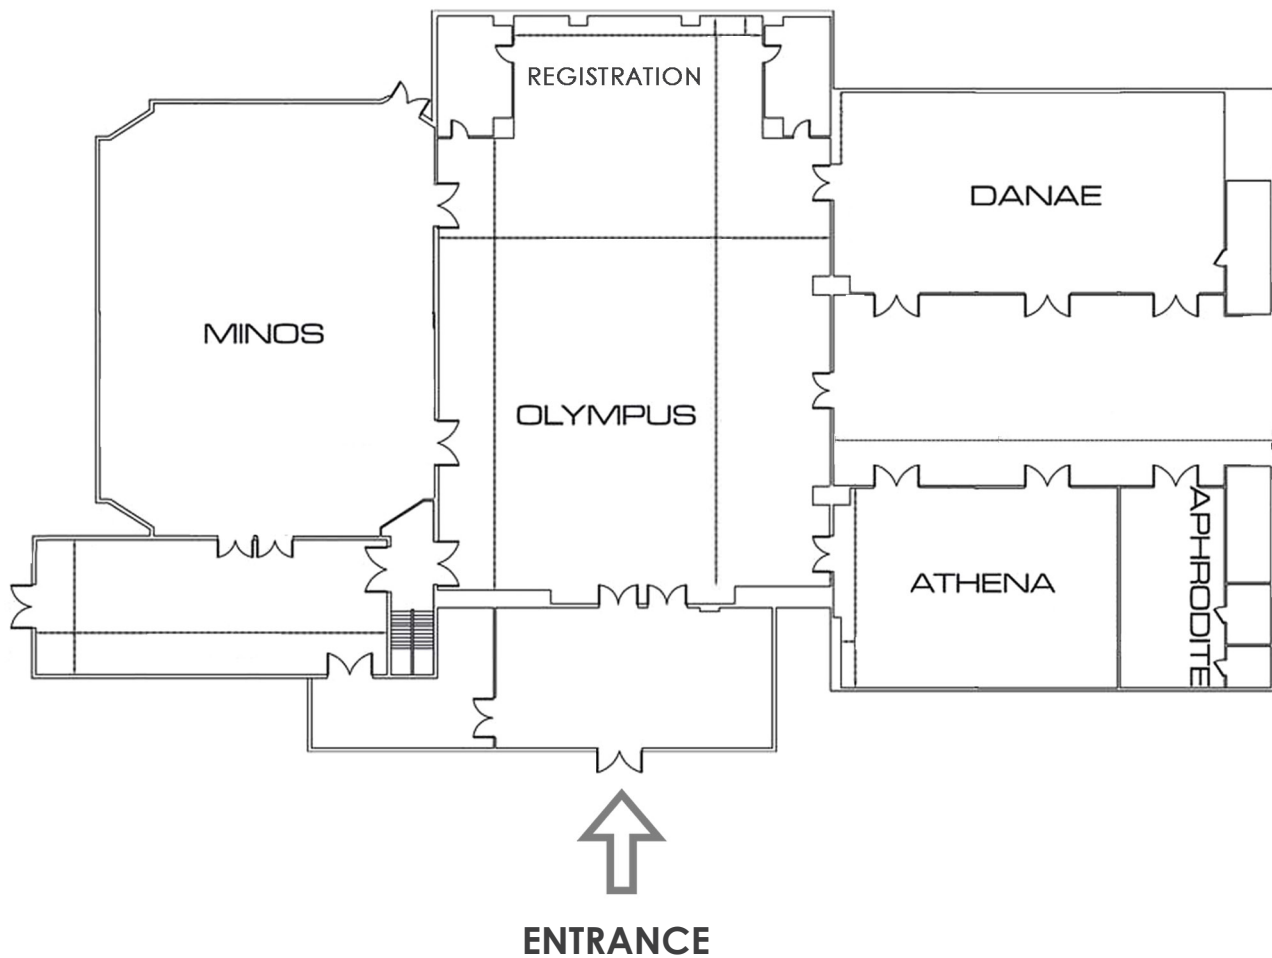 REGISTRATION
DANAE
MINOS
OLYMPUS
ATHENA
APHRODITE
ENTRANCE